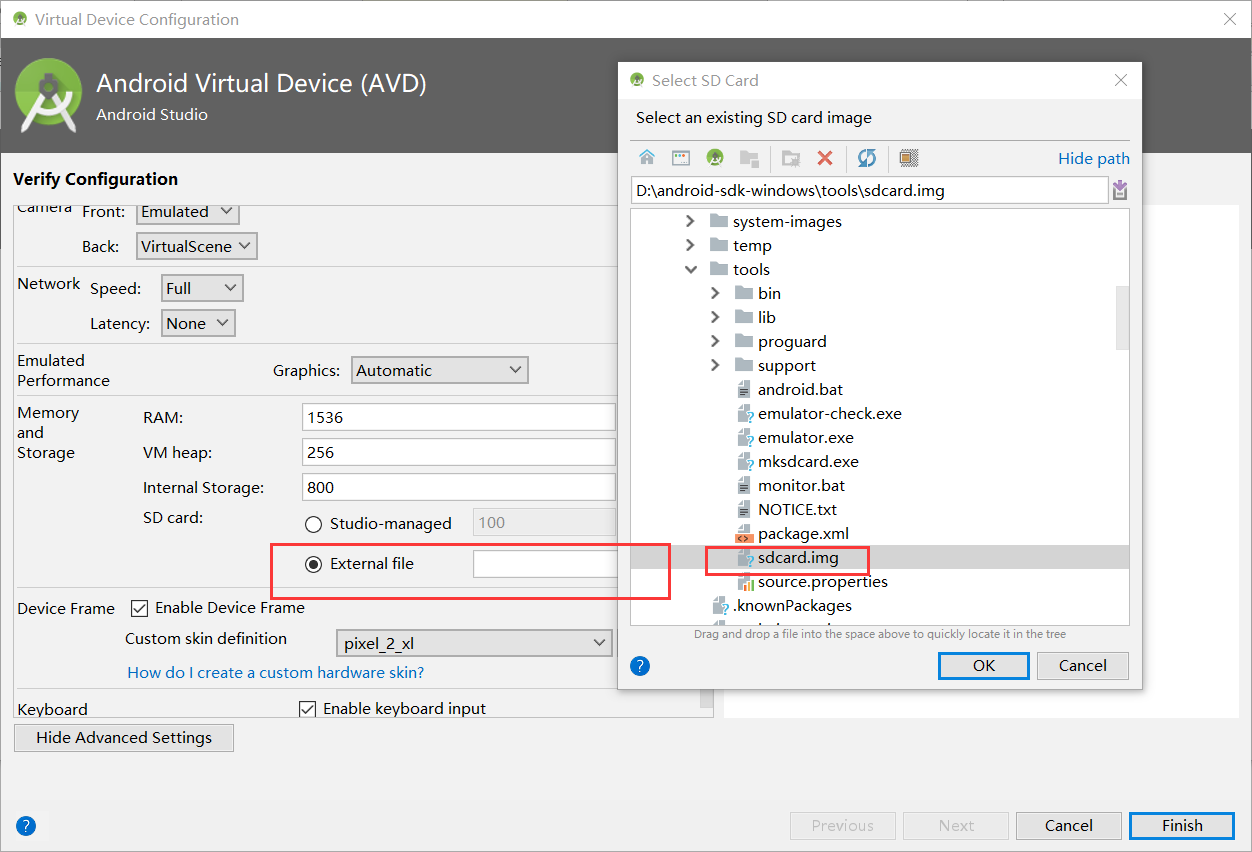 Virtual Device Configuration
Android Virtual Device (AVD)
Android Studio
Verify Configuration
Camera Front: Emulated
Back: VirtualScene
Network Speed: Full
Latency: None
Emulated
Performance
Graphics: Automatic
Memory
and
Storage
RAM: 1536
VM heap: 256
Internal Storage: 800
SD card:
Studio-managed 100
External file
Device Frame Enable Device Frame
Custom skin definition pixel_2_xl
How do I create a custom hardware skin?
Keyboard Enable keyboard input
Hide Advanced Settings
Select SD Card
Select an existing SD card image
Hide path
D:\android-sdk-windows\tools\sdcard.img
system-images
temp
tools
bin
lib
proguard
support
android.bat
emulator-check.exe
emulator.exe
mksdcard.exe
monitor.bat
NOTICE.txt
package.xml
sdcard.img
source.properties
.knownPackages
Drag and drop a file into the space above to quickly locate it in the tree
? OK Cancel
? Previous Next Cancel Finish